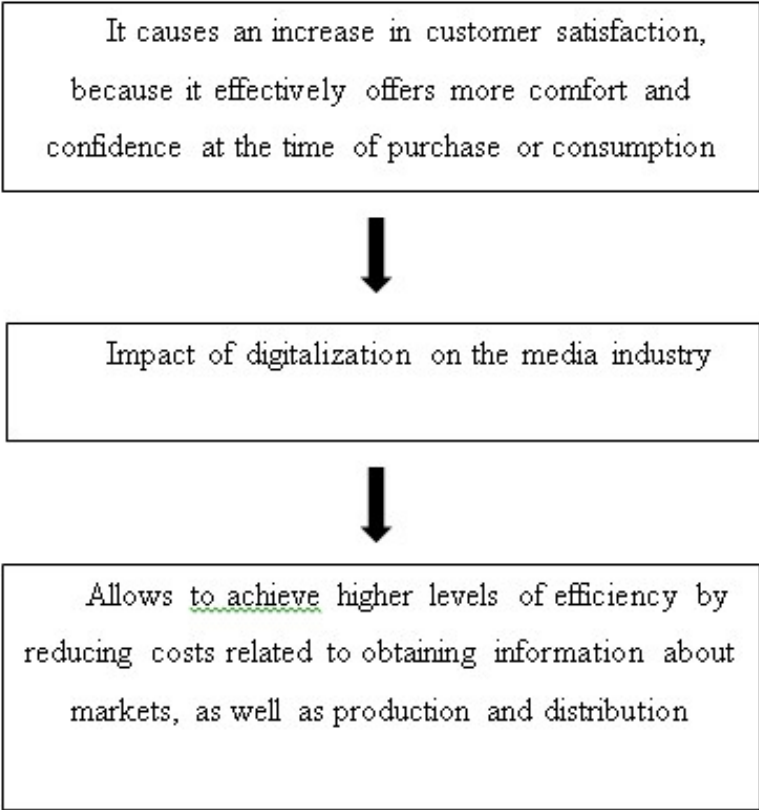 It causes an increase in customer satisfaction,
because it effectively offers more comfort and
confidence at the time of purchase or consumption
Impact of digitalization on the media industry
Allows to achieve higher levels of efficiency by
reducing costs related to obtaining information about
markets, as well as production and distribution